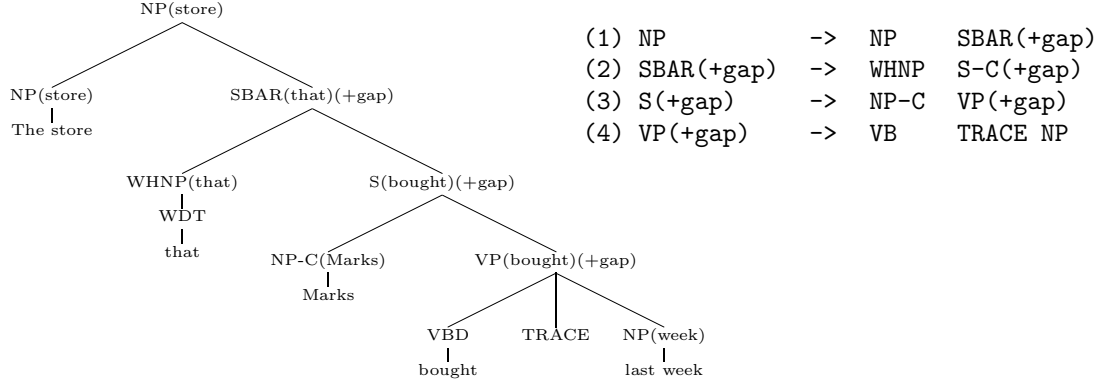 NP(store)
NP(store) SBAR(that)(+gap)
The store
WHNP(that) S(bought)(+gap)
WDT
that NP-C(Marks) VP(bought)(+gap)
Marks
VBD TRACE NP(week)
bought last week
(1) NP -> NP SBAR(+gap)
(2) SBAR(+gap) -> WHNP S-C(+gap)
(3) S(+gap) -> NP-C VP(+gap)
(4) VP(+gap) -> VB TRACE NP